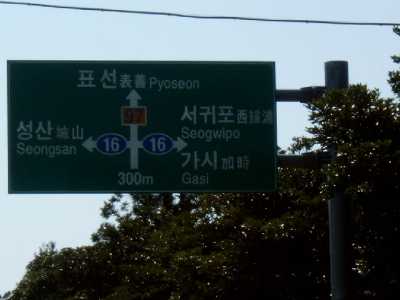 표선 表善 Pyoseon
97
성산 城山
Seongsan
16
16
서귀포 西歸浦
Seogwipo
가시 加時
Gasi
300m